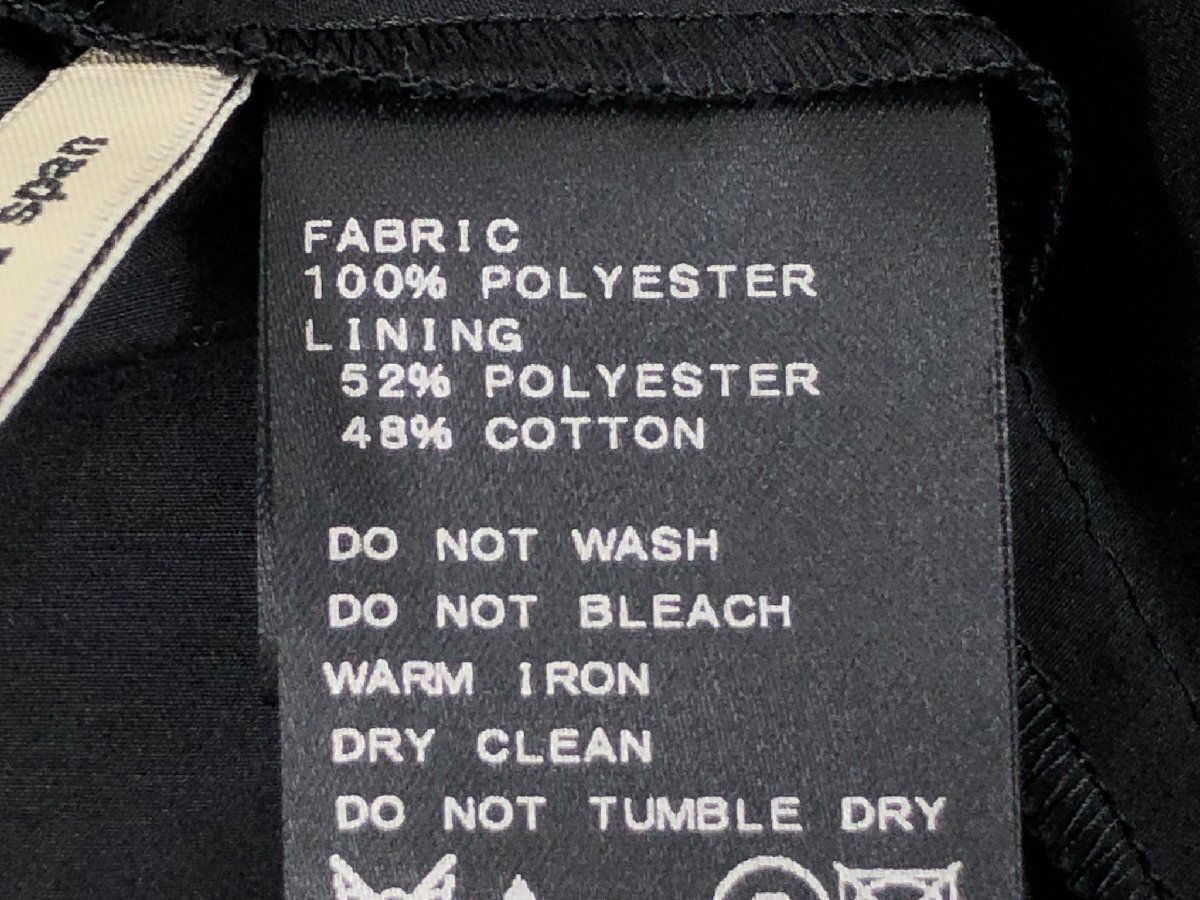 span
FABRIC
100% POLYESTER
LINING
52% POLYESTER
48% COTTON
DO NOT WASH
DO NOT BLEACH
WARM IRON
DRY CLEAN
DO NOT TUMBLE DRY